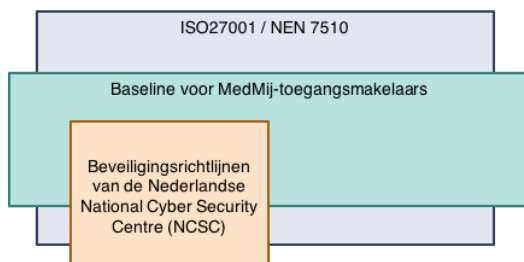 ISO27001 / NEN 7510
Baseline voor MedMij-toegangsmakelaars
Beveiligingsrichtlijnen
van de Nederlandse
National Cyber Security
Centre (NCSC)